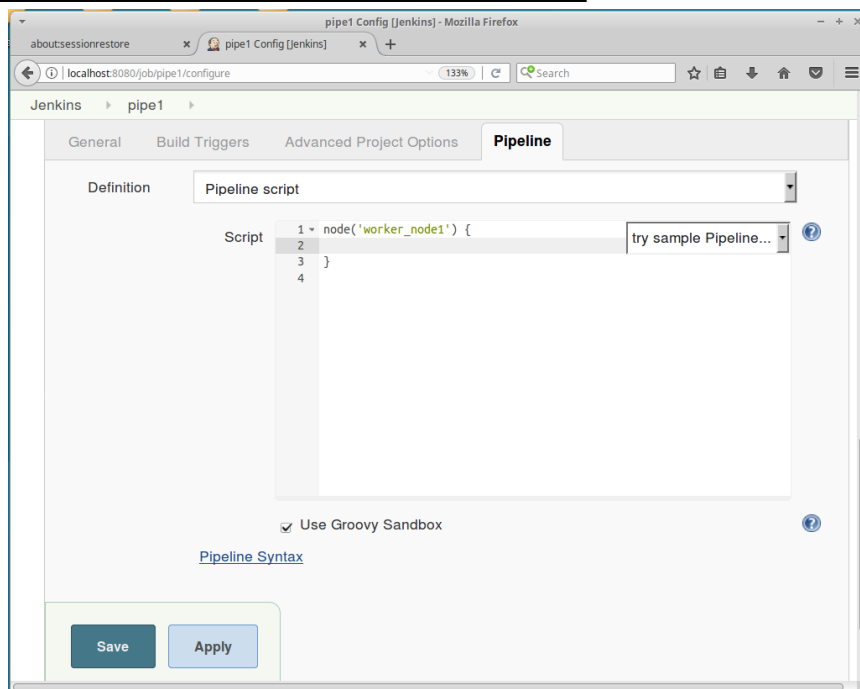 pipe1 Config [Jenkins] - Mozilla Firefox
about:sessionrestore
pipe1 Config [Jenkins]
localhost:8080/job/pipe1/configure
133%
Search
Jenkins pipe1
General Build Triggers Advanced Project Options Pipeline
Definition Pipeline script
Script
1 node('worker_node1') {
try sample Pipeline...
2
3 }
4
Use Groovy Sandbox
Pipeline Syntax
Save Apply